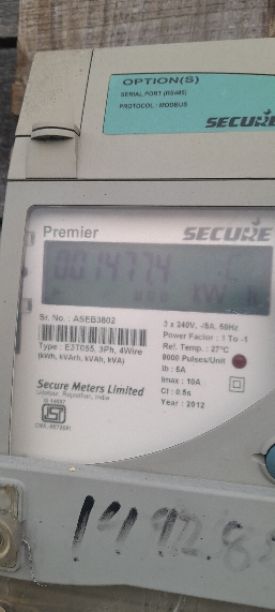 OPTION(S)
SERIAL PORT (RS485)
PROTOCOL : MODBUS
SECURE
Premier
SECURE
kW h
Sr. No. : ASEB3802
Type : E3T055, 3Ph, 4Wire
(kWh, kVArh, kVAh, kVA)
3 x 240V, -/5A, 50Hz
Power Factor : 1 To -1
Ref. Temp. : 27°C
8000 Pulses/Unit
Ib : 5A
Imax : 10A
Cl : 0.5s
Year : 2012
Secure Meters Limited
Udaipur, Rajasthan, India